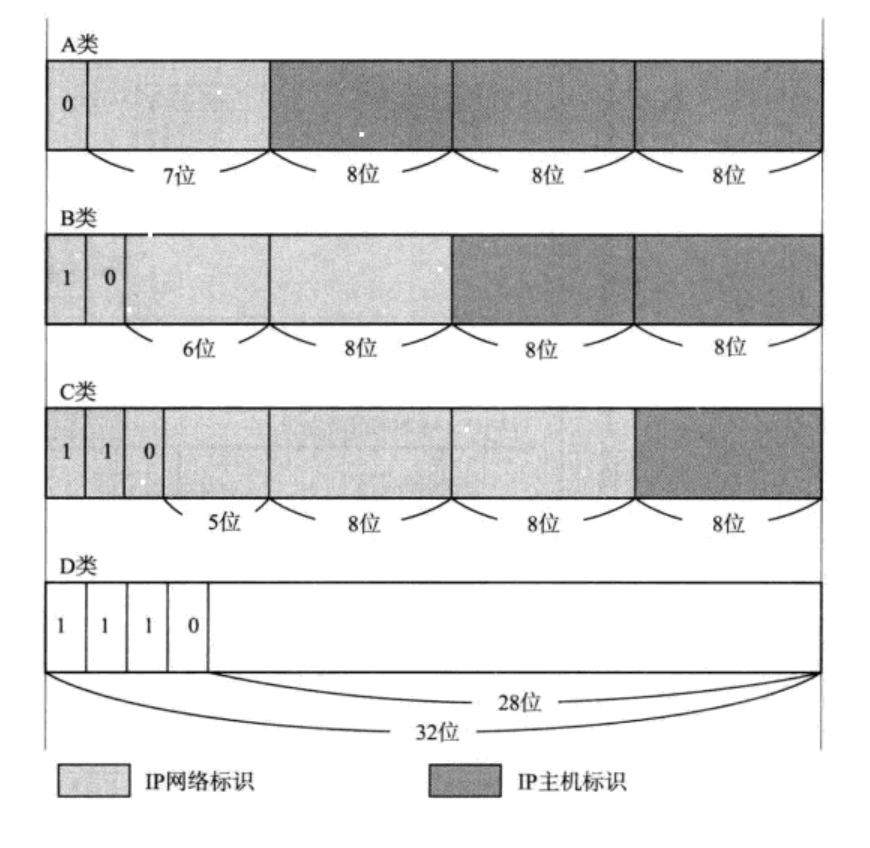 A类
0
7位 8位 8位 8位
B类
1 0
6位 8位 8位 8位
C类
1 1 0
5位 8位 8位 8位
D类
1 1 1 0
28位
32位
IP网络标识 IP主机标识